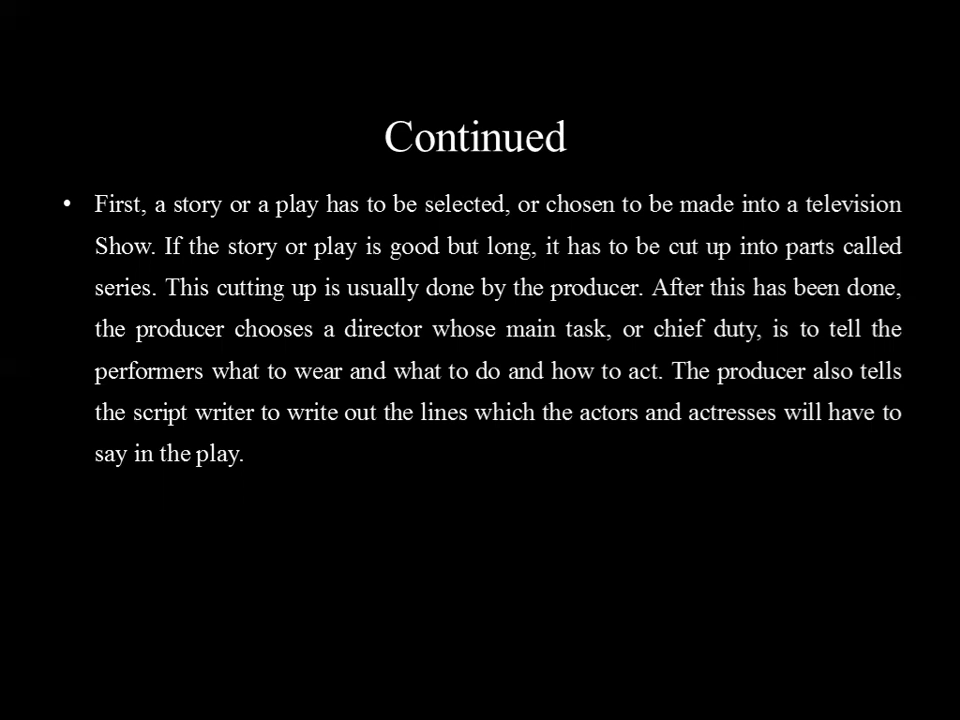 Continued
• First, a story or a play has to be selected, or chosen to be made into a television
Show. If the story or play is good but long, it has to be cut up into parts called
series. This cutting up is usually done by the producer. After this has been done,
the producer chooses a director whose main task, or chief duty, is to tell the
performers what to wear and what to do and how to act. The producer also tells
the script writer to write out the lines which the actors and actresses will have to
say in the play.